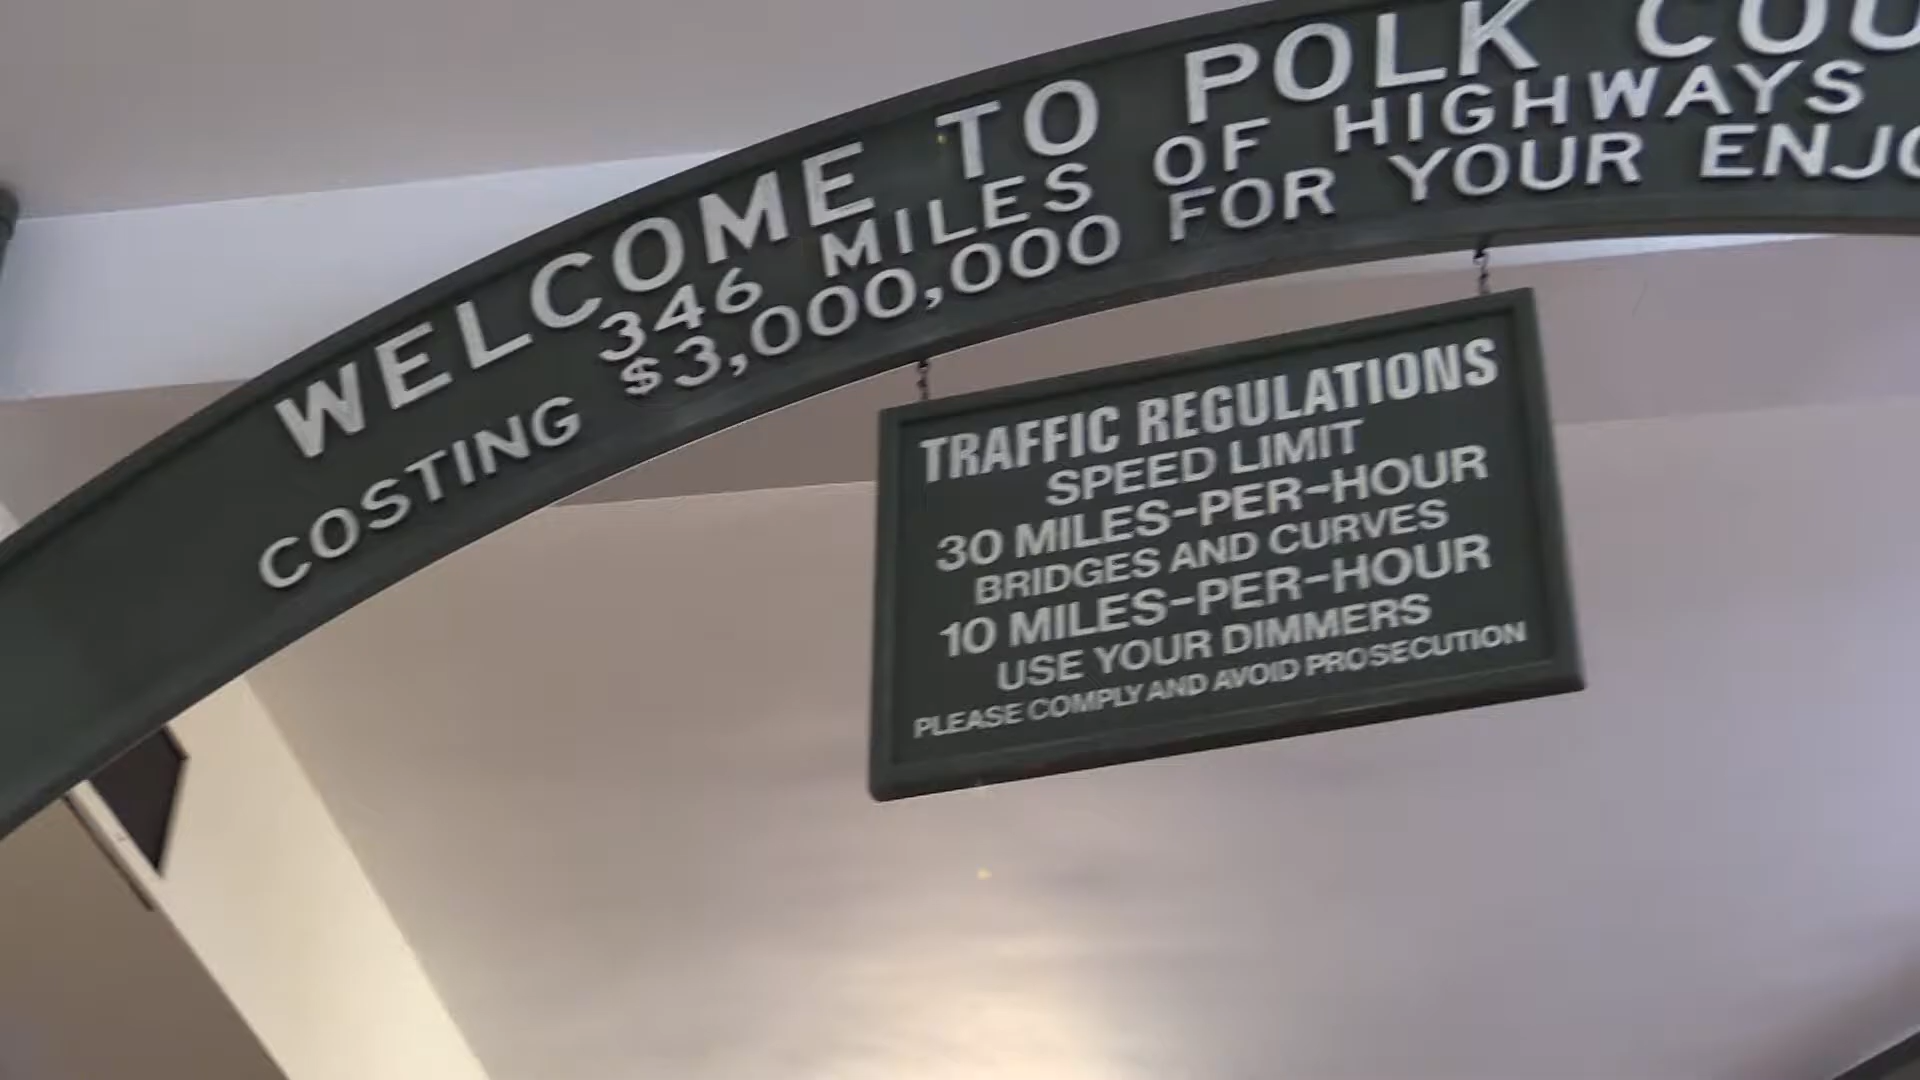 WELCOME TO POLK COU
346 MILES OF HIGHWAYS
COSTING $3,000,000 FOR YOUR ENJO
TRAFFIC REGULATIONS
SPEED LIMIT
30 MILES-PER-HOUR
BRIDGES AND CURVES
10 MILES-PER-HOUR
USE YOUR DIMMERS
PLEASE COMPLY AND AVOID PROSECUTION